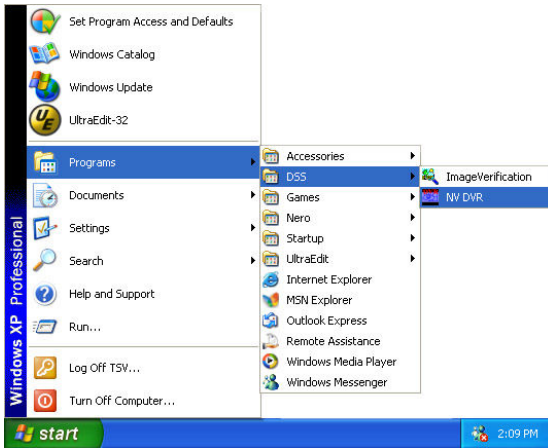 Set Program Access and Defaults
Windows Catalog
Windows Update
UE
UltraEdit-32
Programs
Documents
Settings
Search
Help and Support
Run...
Log Off TSV...
Turn Off Computer...
Windows XP Professional
Accessories
DSS
Games
Nero
Startup
UltraEdit
Internet Explorer
MSN Explorer
Outlook Express
Remote Assistance
Windows Media Player
Windows Messenger
ImageVerification
NV DVR
start
2:09 PM